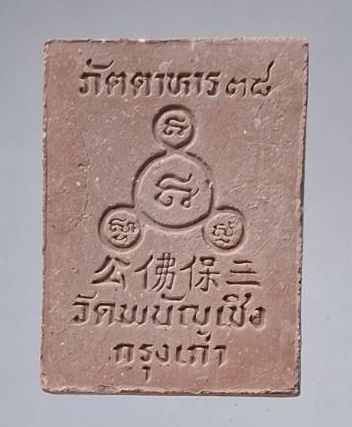 ภัตตาหาร ๓๘
公佛保三
วัดพนัญเชิง
กรุงเก่า